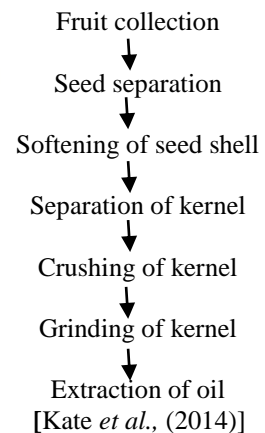 Fruit collection
Seed separation
Softening of seed shell
Separation of kernel
Crushing of kernel
Grinding of kernel
Extraction of oil
[Kate et al., (2014)]